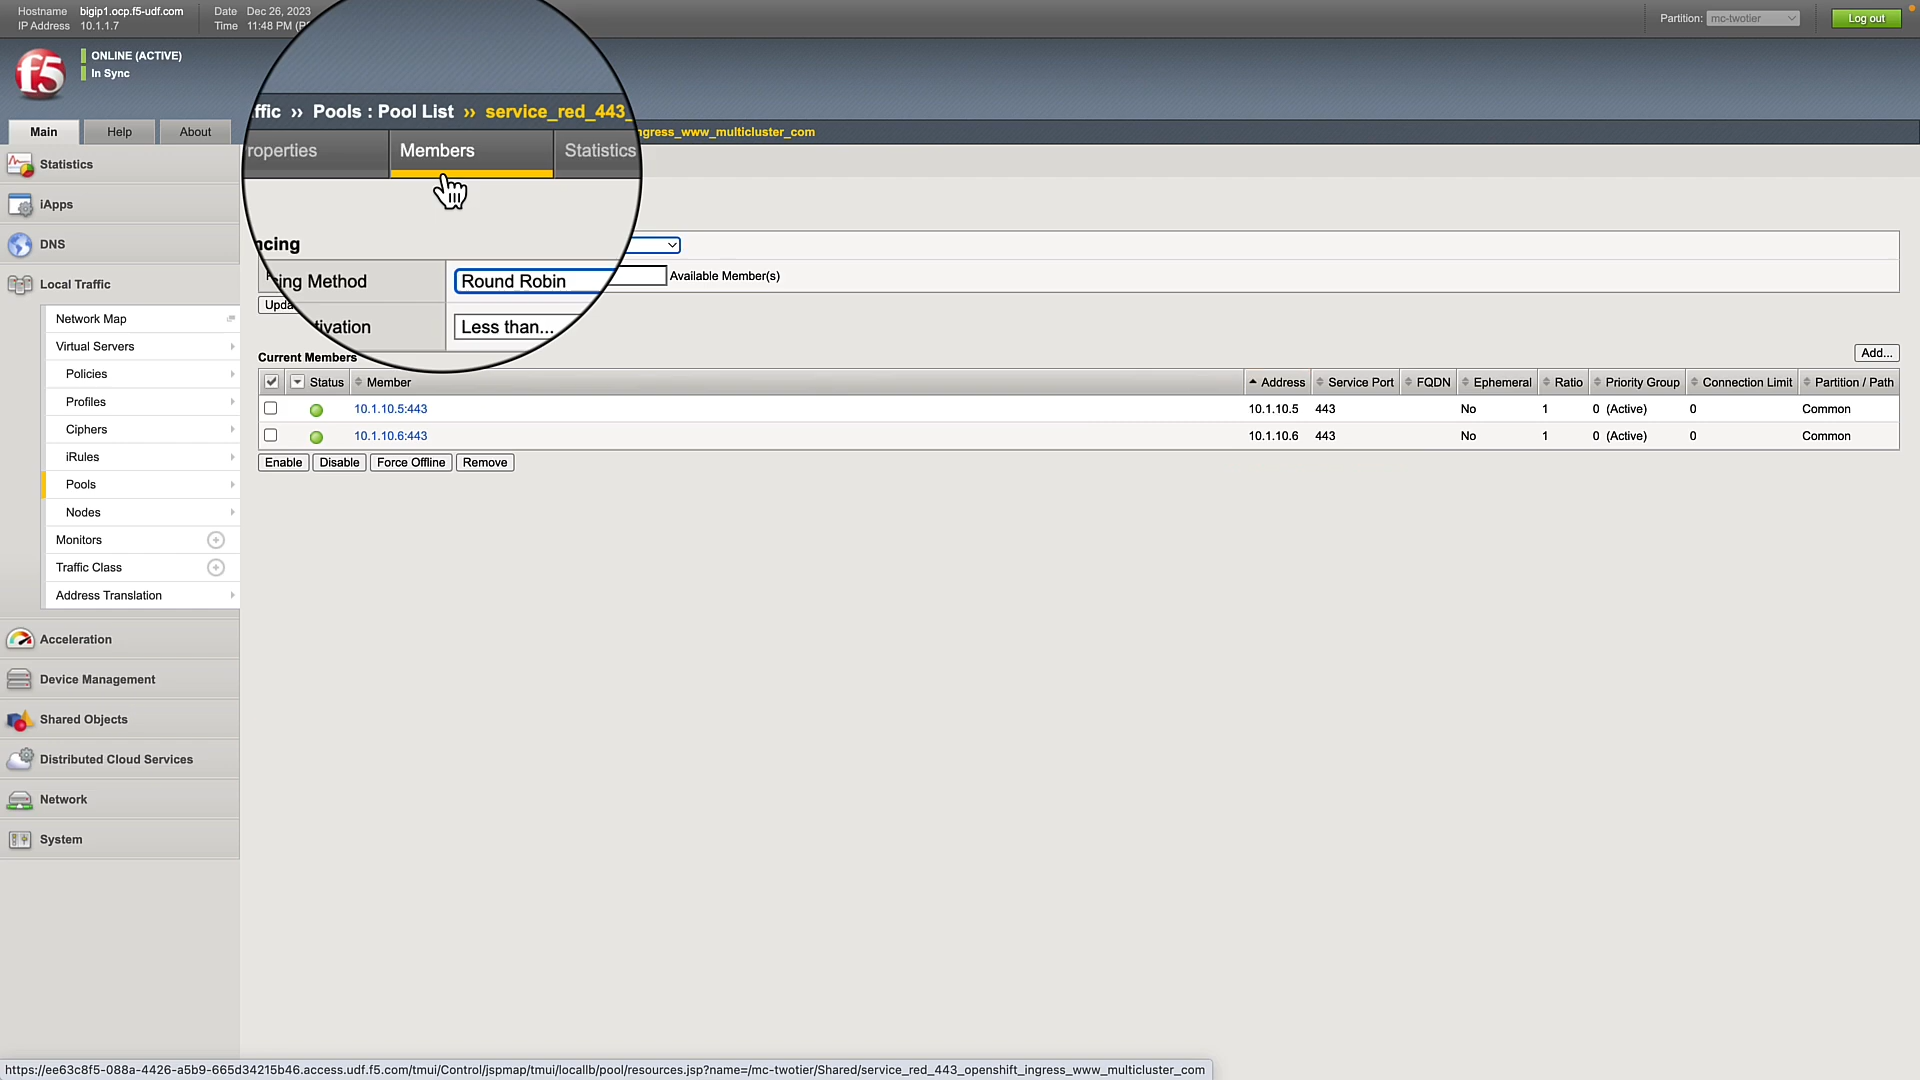 Hostname bigip1.ocp.f5-udf.com Date Dec 26, 2023 Partition: mc-twotier Log out
IP Address 10.1.1.7 Time 11:48 PM
f5
ONLINE (ACTIVE)
In Sync
ffic ›› Pools : Pool List ›› service_red_443_
ngress_www_multicluster_com
Main Help About
roperties Members Statistics
Statistics
iApps
DNS
Local Traffic
Network Map
Virtual Servers
Policies
Profiles
Ciphers
iRules
Pools
Nodes
Monitors
Traffic Class
Address Translation
Acceleration
Device Management
Shared Objects
Distributed Cloud Services
Network
System
ncing
cing Method Round Robin
tivation Less than... Available Member(s)
Upda
Current Members Add...
Status Member Address Service Port FQDN Ephemeral Ratio Priority Group Connection Limit Partition / Path
10.1.10.5:443 10.1.10.5 443 No 1 0 (Active) 0 Common
10.1.10.6:443 10.1.10.6 443 No 1 0 (Active) 0 Common
Enable Disable Force Offline Remove
https://ee63c8f5-088a-4426-a5b9-665d34215b46.access.udf.f5.com/tmui/Control/jspmap/tmui/locallb/pool/resources.jsp?name=/mc-twotier/Shared/service_red_443_openshift_ingress_www_multicluster_com